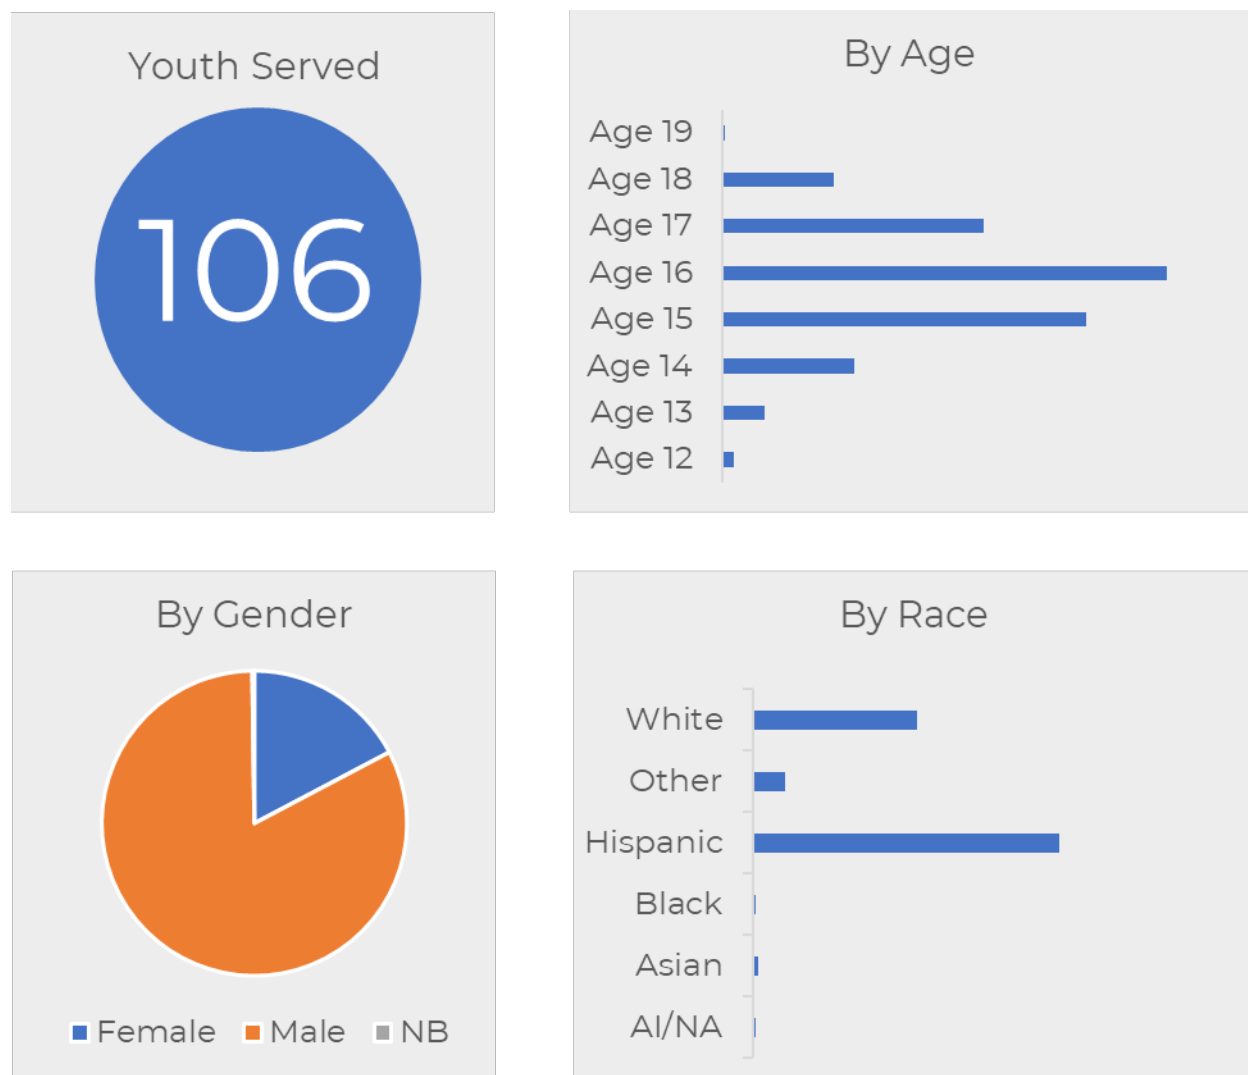 Youth Served
106
By Age
Age 19
Age 18
Age 17
Age 16
Age 15
Age 14
Age 13
Age 12
By Gender
Female Male NB
By Race
White
Other
Hispanic
Black
Asian
AI/NA